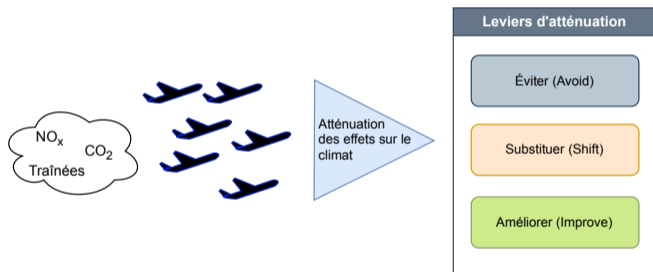 NOx
CO2
Traînées
Atténuation
des effets sur le
climat
Leviers d'atténuation
Éviter (Avoid)
Substituer (Shift)
Améliorer (Improve)